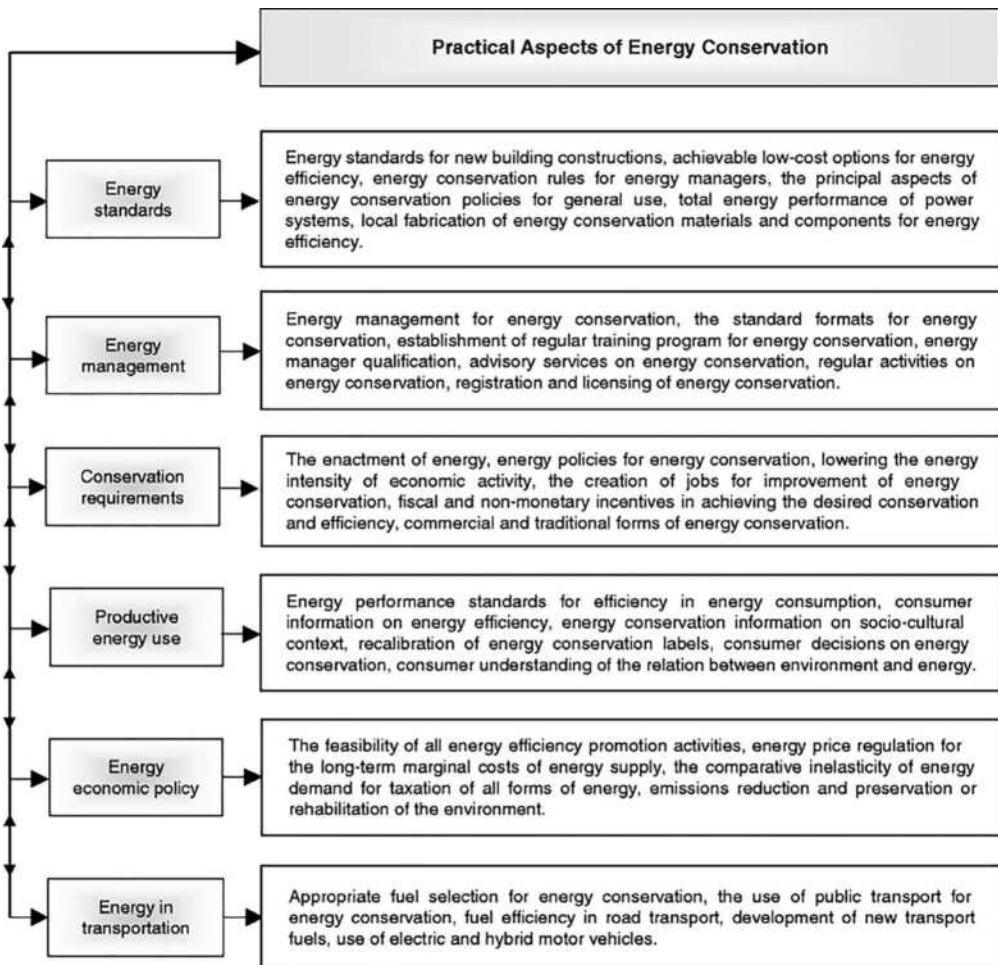 Practical Aspects of Energy Conservation
Energy
standards
Energy standards for new building constructions, achievable low-cost options for energy
efficiency, energy conservation rules for energy managers, the principal aspects of
energy conservation policies for general use, total energy performance of power
systems, local fabrication of energy conservation materials and components for energy
efficiency.
Energy
management
Energy management for energy conservation, the standard formats for energy
conservation, establishment of regular training program for energy conservation, energy
manager qualification, advisory services on energy conservation, regular activities on
energy conservation, registration and licensing of energy conservation.
Conservation
requirements
The enactment of energy, energy policies for energy conservation, lowering the energy
intensity of economic activity, the creation of jobs for improvement of energy
conservation, fiscal and non-monetary incentives in achieving the desired conservation
and efficiency, commercial and traditional forms of energy conservation.
Productive
energy use
Energy performance standards for efficiency in energy consumption, consumer
information on energy efficiency, energy conservation information on socio-cultural
context, recalibration of energy conservation labels, consumer decisions on energy
conservation, consumer understanding of the relation between environment and energy.
Energy
economic policy
The feasibility of all energy efficiency promotion activities, energy price regulation for
the long-term marginal costs of energy supply, the comparative inelasticity of energy
demand for taxation of all forms of energy, emissions reduction and preservation or
rehabilitation of the environment.
Energy in
transportation
Appropriate fuel selection for energy conservation, the use of public transport for
energy conservation, fuel efficiency in road transport, development of new transport
fuels, use of electric and hybrid motor vehicles.